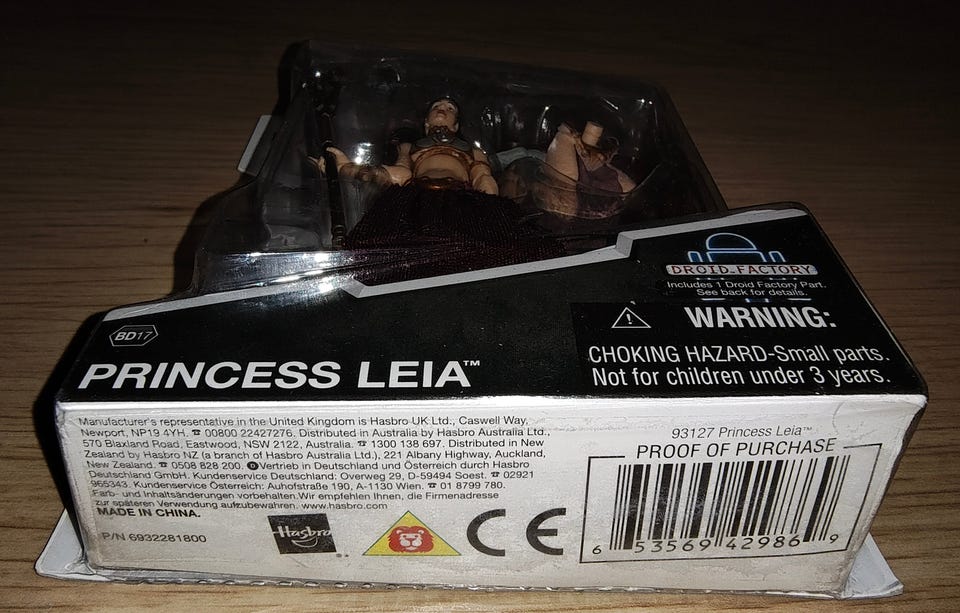 DROID FACTORY
Includes 1 Droid Factory Part.
See back for details.
BD17
PRINCESS LEIA™
WARNING:
CHOKING HAZARD-Small parts.
Not for children under 3 years.
Manufacturer's representative in the United Kingdom is Hasbro UK Ltd., Caswell Way,
Newport, NP19 4YH. ☎ 00800 22427276. Distributed in Australia by Hasbro Australia Ltd.,
570 Blaxland Road, Eastwood, NSW 2122, Australia. ☎ 1300 138 697. Distributed in New
Zealand by Hasbro NZ (a branch of Hasbro Australia Ltd.), 221 Albany Highway, Auckland,
New Zealand. ☎ 0508 828 200. D Vertrieb in Deutschland und Österreich durch Hasbro
Deutschland GmbH. Kundenservice Deutschland: Overweg 29, D-59494 Soest. ☎ 02921
965343. Kundenservice Österreich: Auhofstraße 190, A-1130 Wien. ☎ 01 8799 780.
Farb- und Inhaltsänderungen vorbehalten.Wir empfehlen Ihnen, die Firmenadresse
zur späteren Verwendung aufzubewahren. www.hasbro.com
MADE IN CHINA.
P/N 6932281800
Hasbro
CE
93127 Princess Leia™
PROOF OF PURCHASE
6 53569 42986 9